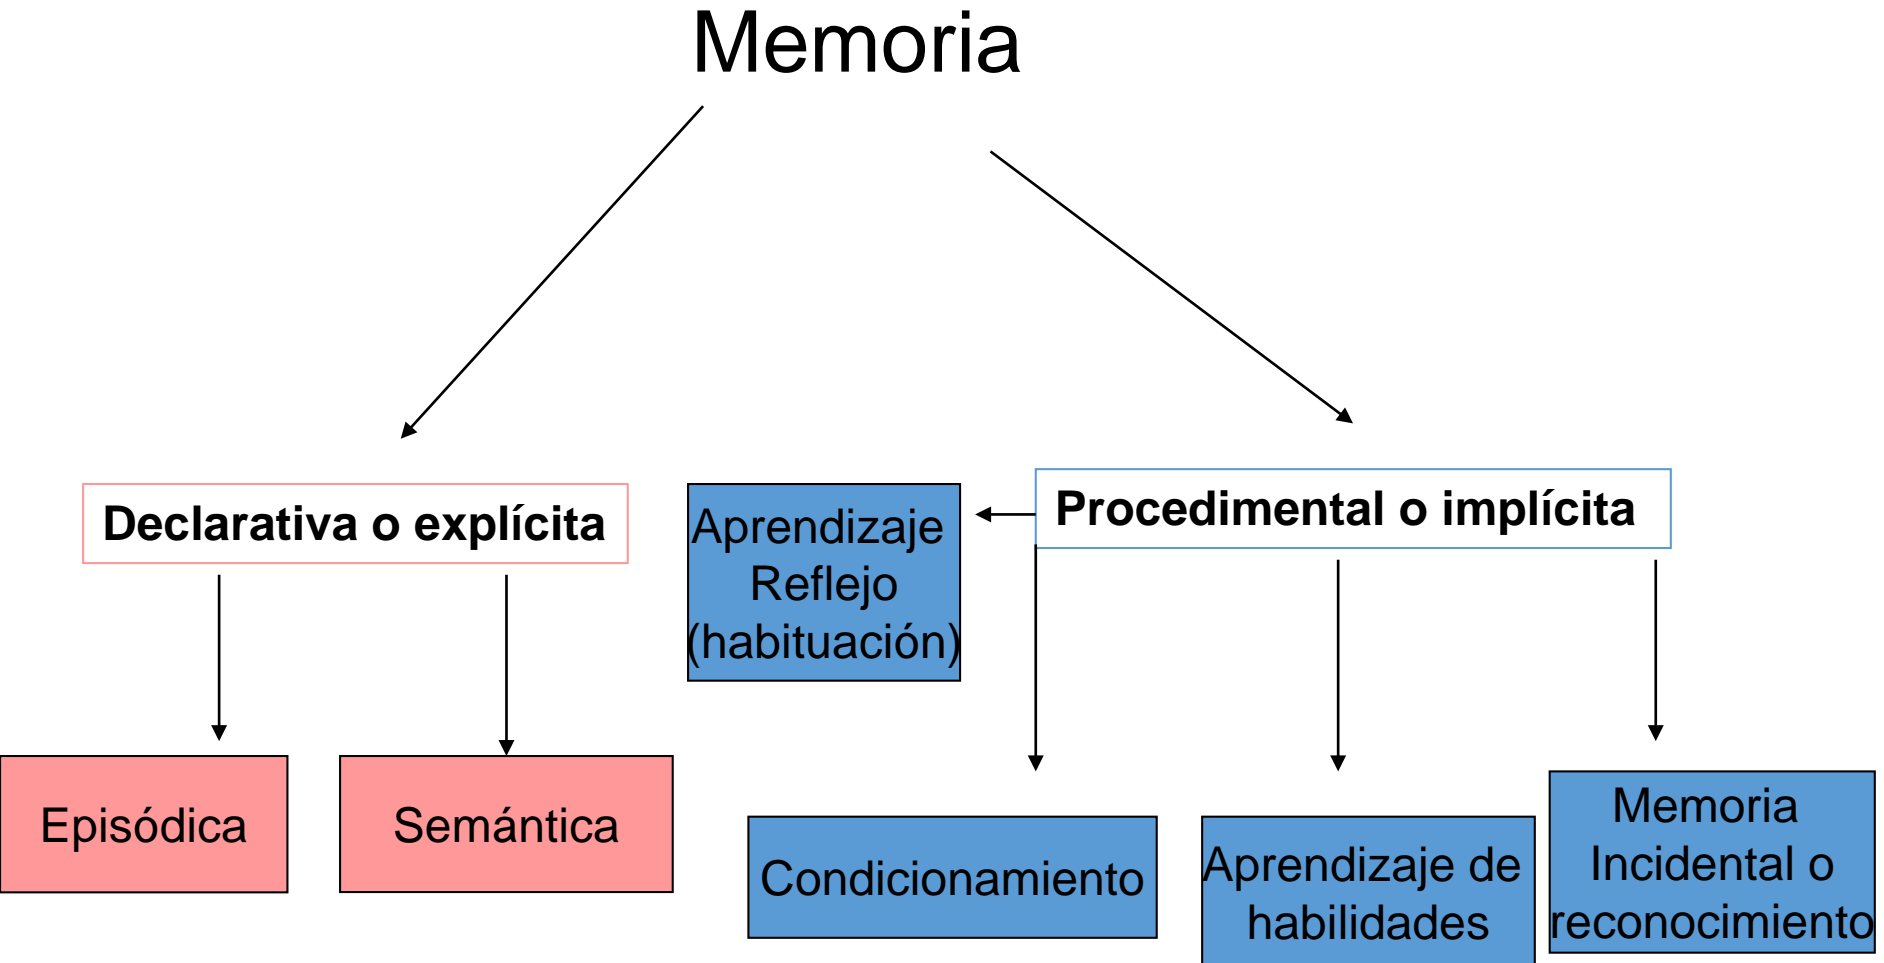 Memoria
Declarativa o explícita
Procedimental o implícita
Aprendizaje
Reflejo
(habituación)
Episódica
Semántica
Condicionamiento
Aprendizaje de
habilidades
Memoria
Incidental o
reconocimiento